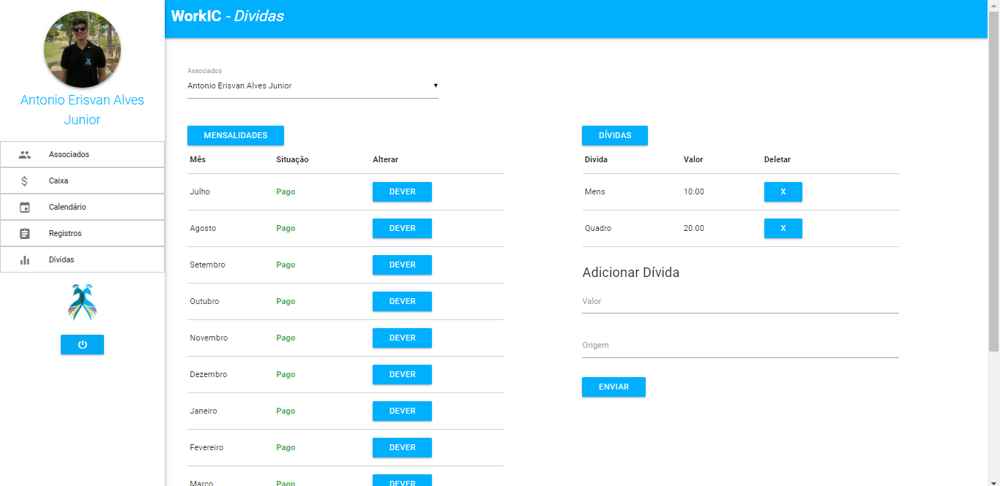 WorkIC - Dividas
Antonio Erisvan Alves
Junior
Associados
Caixa
Calendário
Registros
Dívidas
Associados
Antonio Erisvan Alves Junior
MENSALIDADES
Mês Situação Alterar
Julho Pago DEVER
Agosto Pago DEVER
Setembro Pago DEVER
Outubro Pago DEVER
Novembro Pago DEVER
Dezembro Pago DEVER
Janeiro Pago DEVER
Fevereiro Pago DEVER
Março Pago DEVER
DÍVIDAS
Divida Valor Deletar
Mens 10.00 X
Quadro 20.00 X
Adicionar Dívida
Valor
Origem
ENVIAR